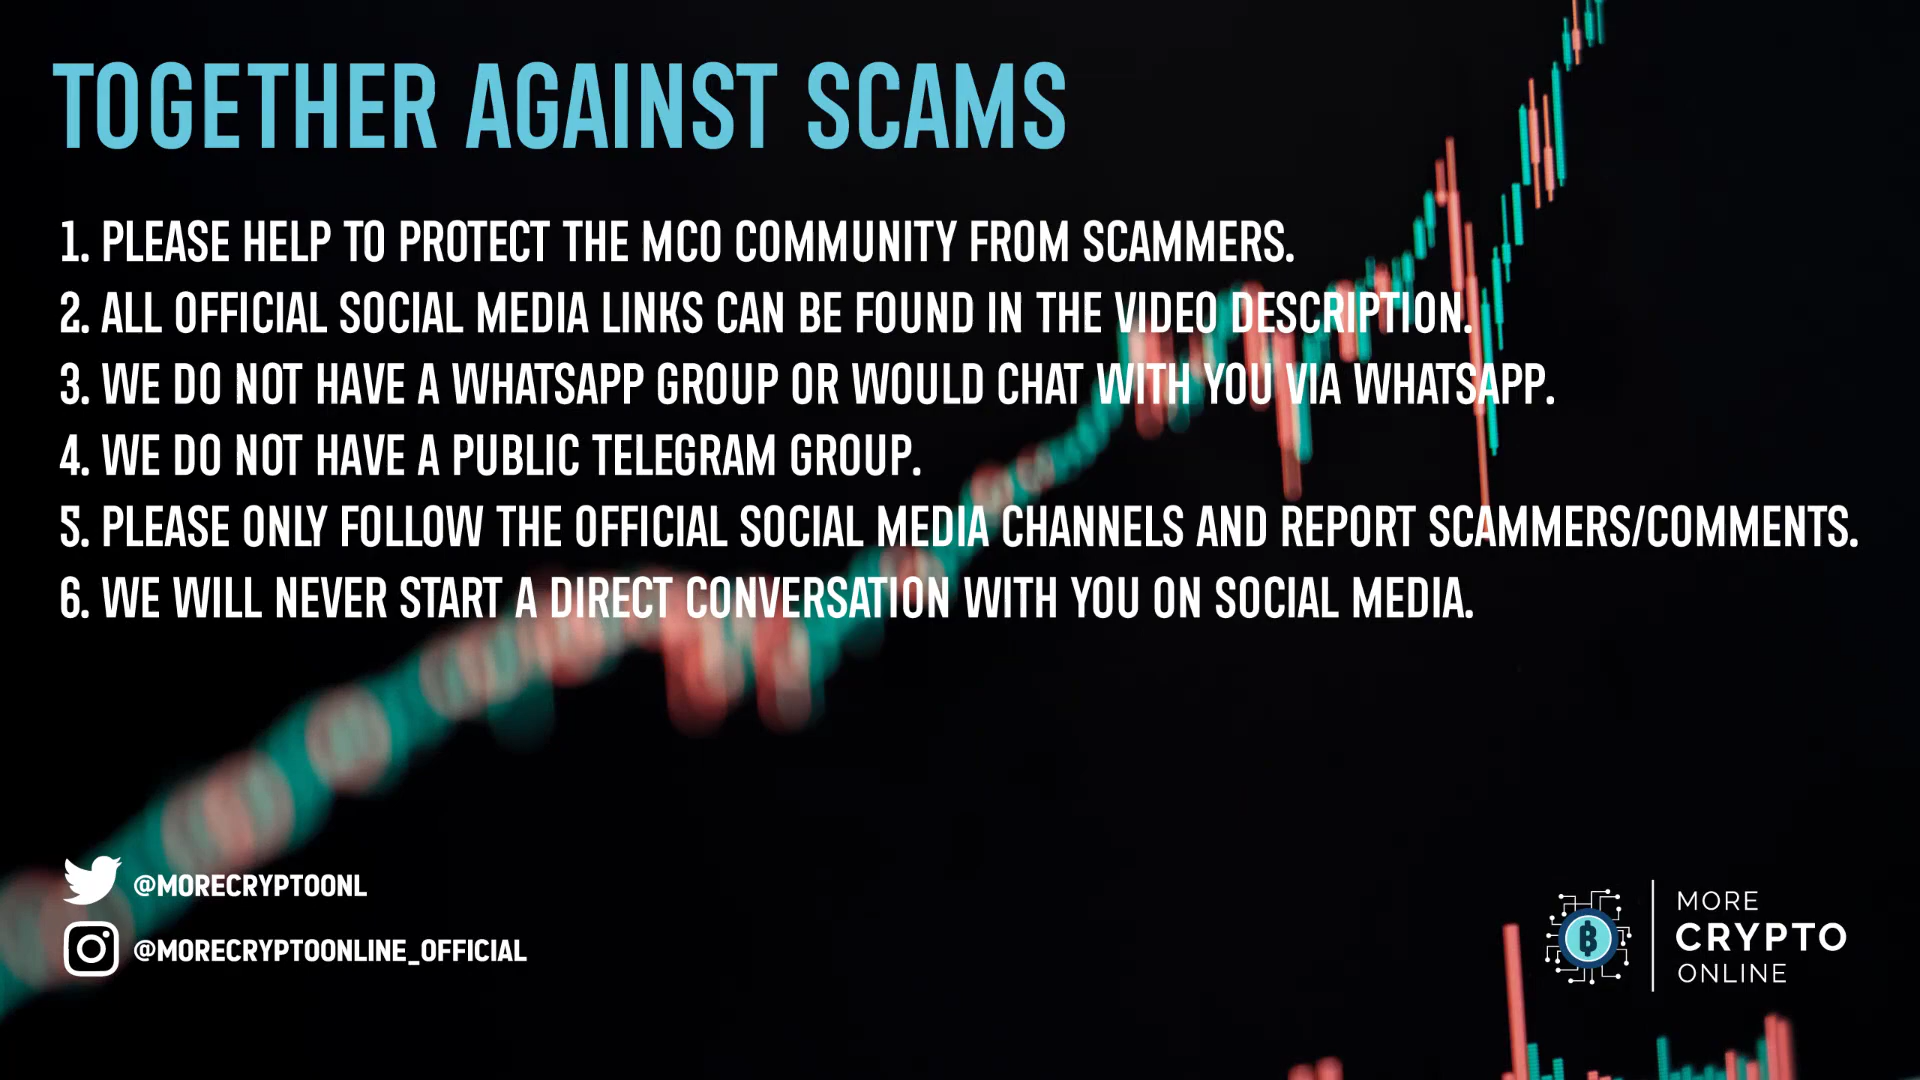 TOGETHER AGAINST SCAMS
1. PLEASE HELP TO PROTECT THE MCO COMMUNITY FROM SCAMMERS.
2. ALL OFFICIAL SOCIAL MEDIA LINKS CAN BE FOUND IN THE VIDEO DESCRIPTION.
3. WE DO NOT HAVE A WHATSAPP GROUP OR WOULD CHAT WITH YOU VIA WHATSAPP.
4. WE DO NOT HAVE A PUBLIC TELEGRAM GROUP.
5. PLEASE ONLY FOLLOW THE OFFICIAL SOCIAL MEDIA CHANNELS AND REPORT SCAMMERS/COMMENTS.
6. WE WILL NEVER START A DIRECT CONVERSATION WITH YOU ON SOCIAL MEDIA.
@MORECRYPTOONL
@MORECRYPTOONLINE_OFFICIAL
MORE
CRYPTO
ONLINE